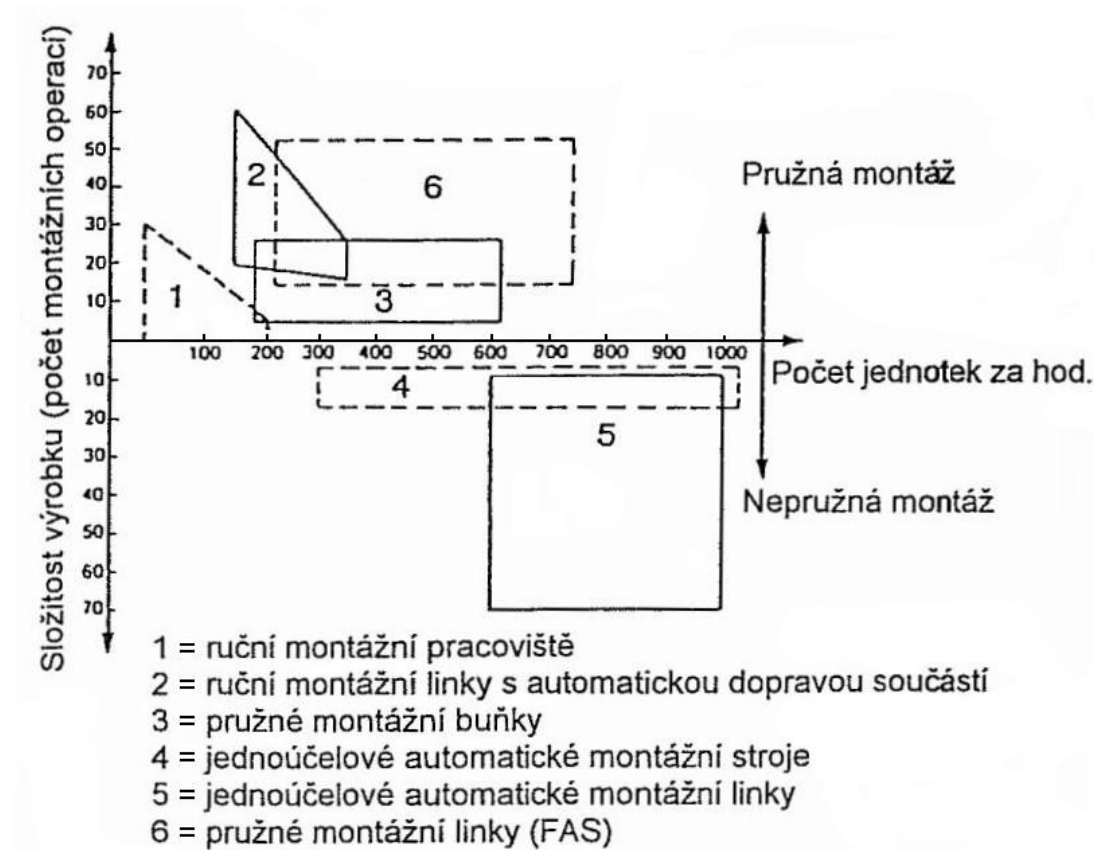 Složitost výrobku (počet montážních operací)
70
60
50
40
30
20
10
10
20
30
40
50
60
70
100 200 300 400 500 600 700 800 900 1000
1
2
3
4
5
6
Pružná montáž
Počet jednotek za hod.
Nepružná montáž
1 = ruční montážní pracoviště
2 = ruční montážní linky s automatickou dopravou součástí
3 = pružné montážní buňky
4 = jednoúčelové automatické montážní stroje
5 = jednoúčelové automatické montážní linky
6 = pružné montážní linky (FAS)